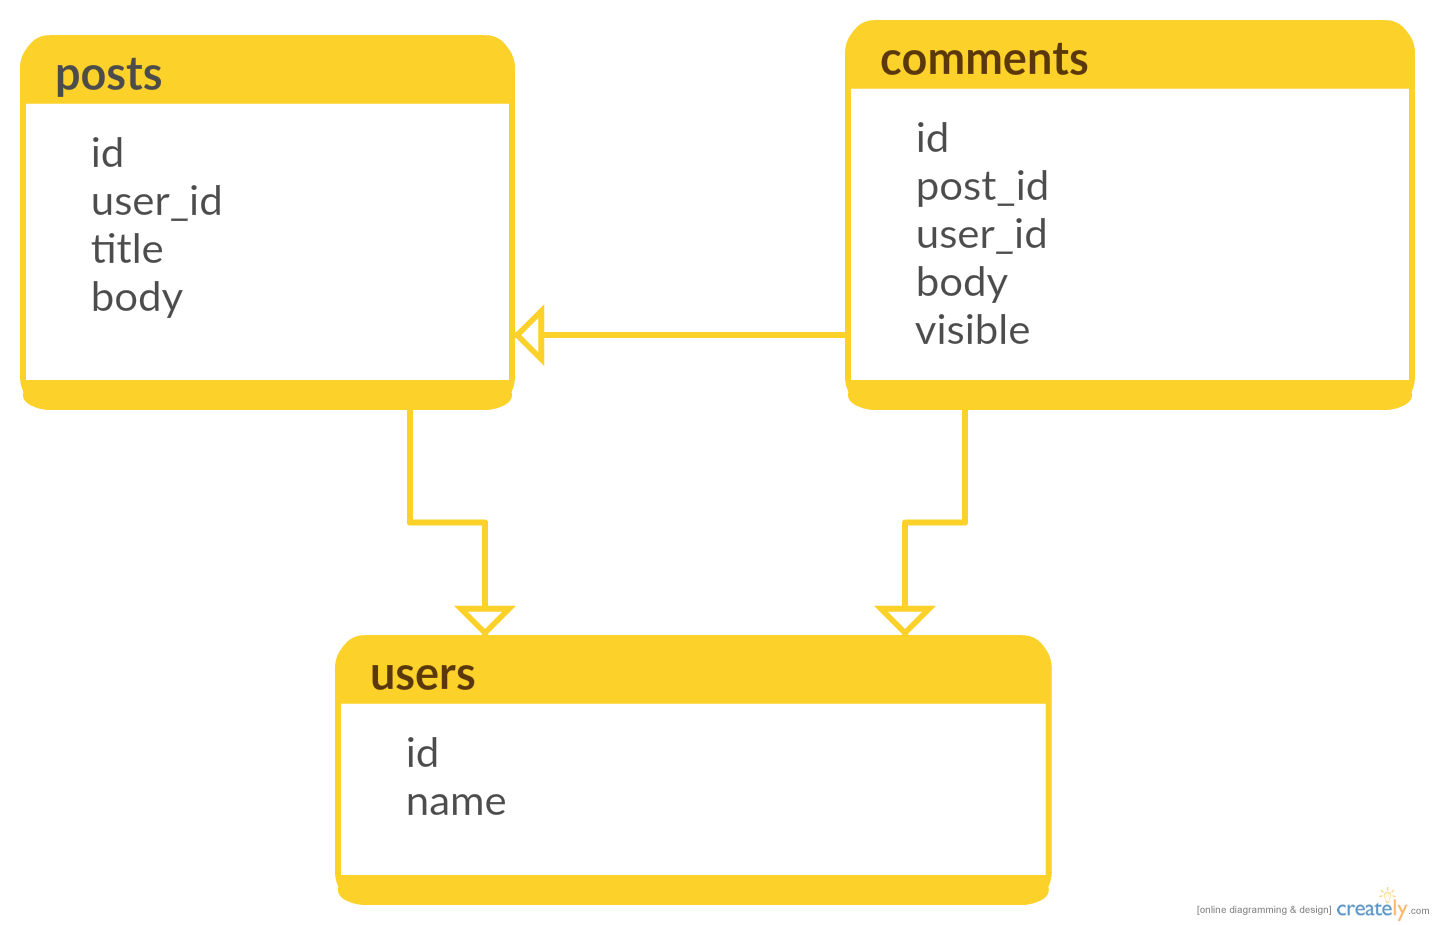 posts
id
user_id
title
body
comments
id
post_id
user_id
body
visible
users
id
name
[online diagramming & design] creately.com